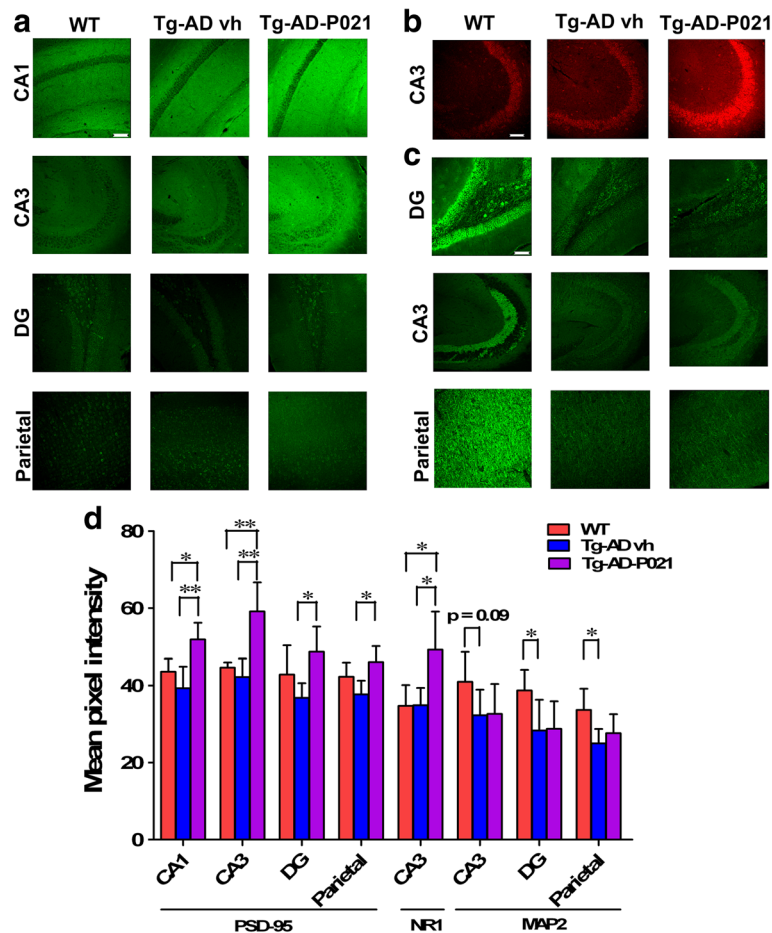 a
WT Tg-AD vh Tg-AD-P021
CA1
CA3
DG
Parietal
b
WT Tg-AD vh Tg-AD-P021
CA3
c
DG
CA3
Parietal
d
Mean pixel intensity
80
60
40
20
0
* ** ** ** * * * * p = 0.09 * *
WT
Tg-AD vh
Tg-AD-P021
CA1 CA3 DG Parietal CA3 CA3 DG Parietal
PSD-95 NR1 MAP2